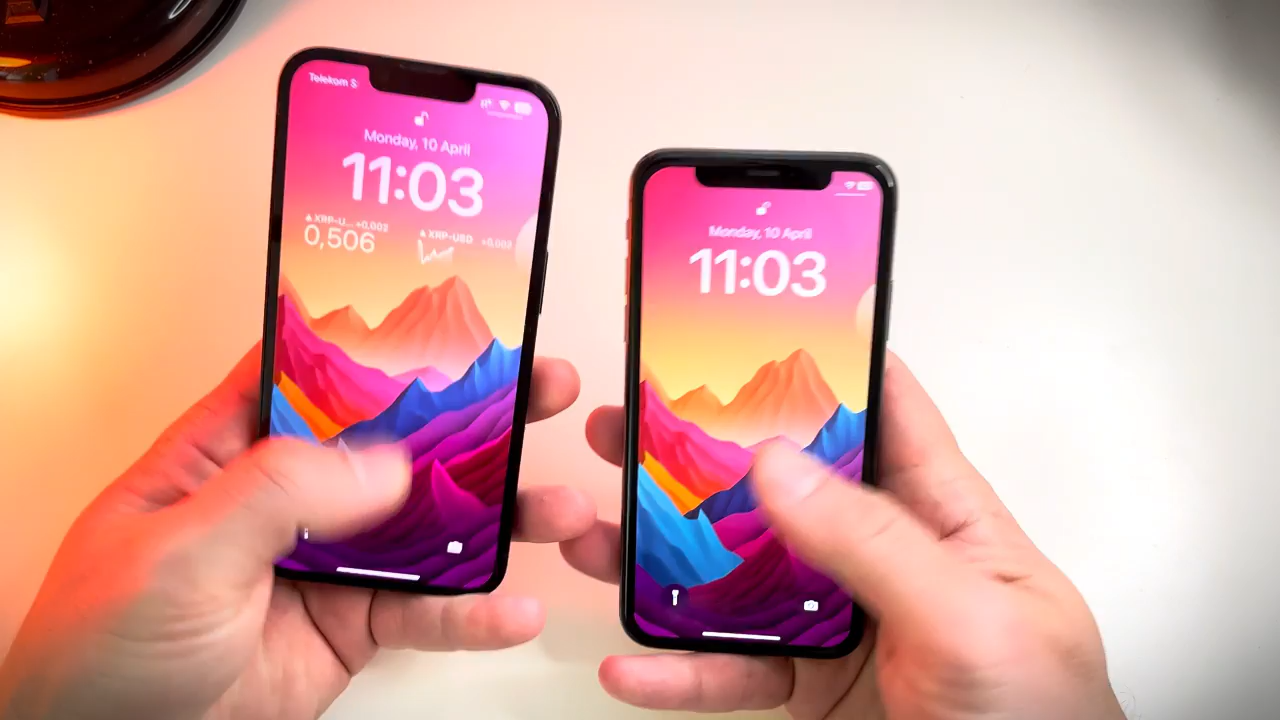 Telekom S
Monday, 10 April
11:03
▲ XRP-U... +0,002
0,506
▲ XRP-USD +0,002
Monday, 10 April
11:03